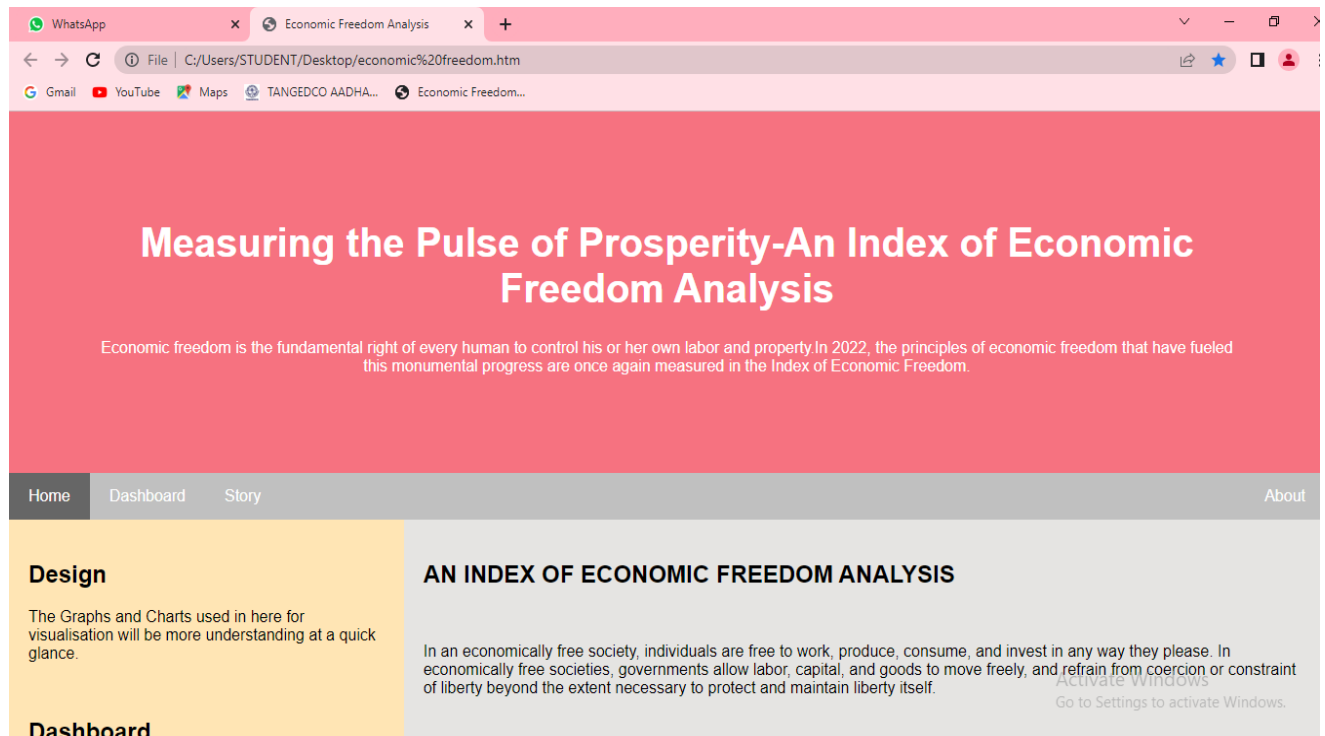 WhatsApp
Economic Freedom Analysis
File
C:/Users/STUDENT/Desktop/economic%20freedom.htm
Gmail
YouTube
Maps
TANGEDCO AADHA...
Economic Freedom...
Measuring the Pulse of Prosperity-An Index of Economic
Freedom Analysis
Economic freedom is the fundamental right of every human to control his or her own labor and property.In 2022, the principles of economic freedom that have fueled
this monumental progress are once again measured in the Index of Economic Freedom.
Home
Dashboard
Story
About
Design
The Graphs and Charts used in here for
visualisation will be more understanding at a quick
glance.
Dashboard
AN INDEX OF ECONOMIC FREEDOM ANALYSIS
In an economically free society, individuals are free to work, produce, consume, and invest in any way they please. In
economically free societies, governments allow labor, capital, and goods to move freely, and refrain from coercion or constraint
of liberty beyond the extent necessary to protect and maintain liberty itself.
Activate Windows
Go to Settings to activate Windows.